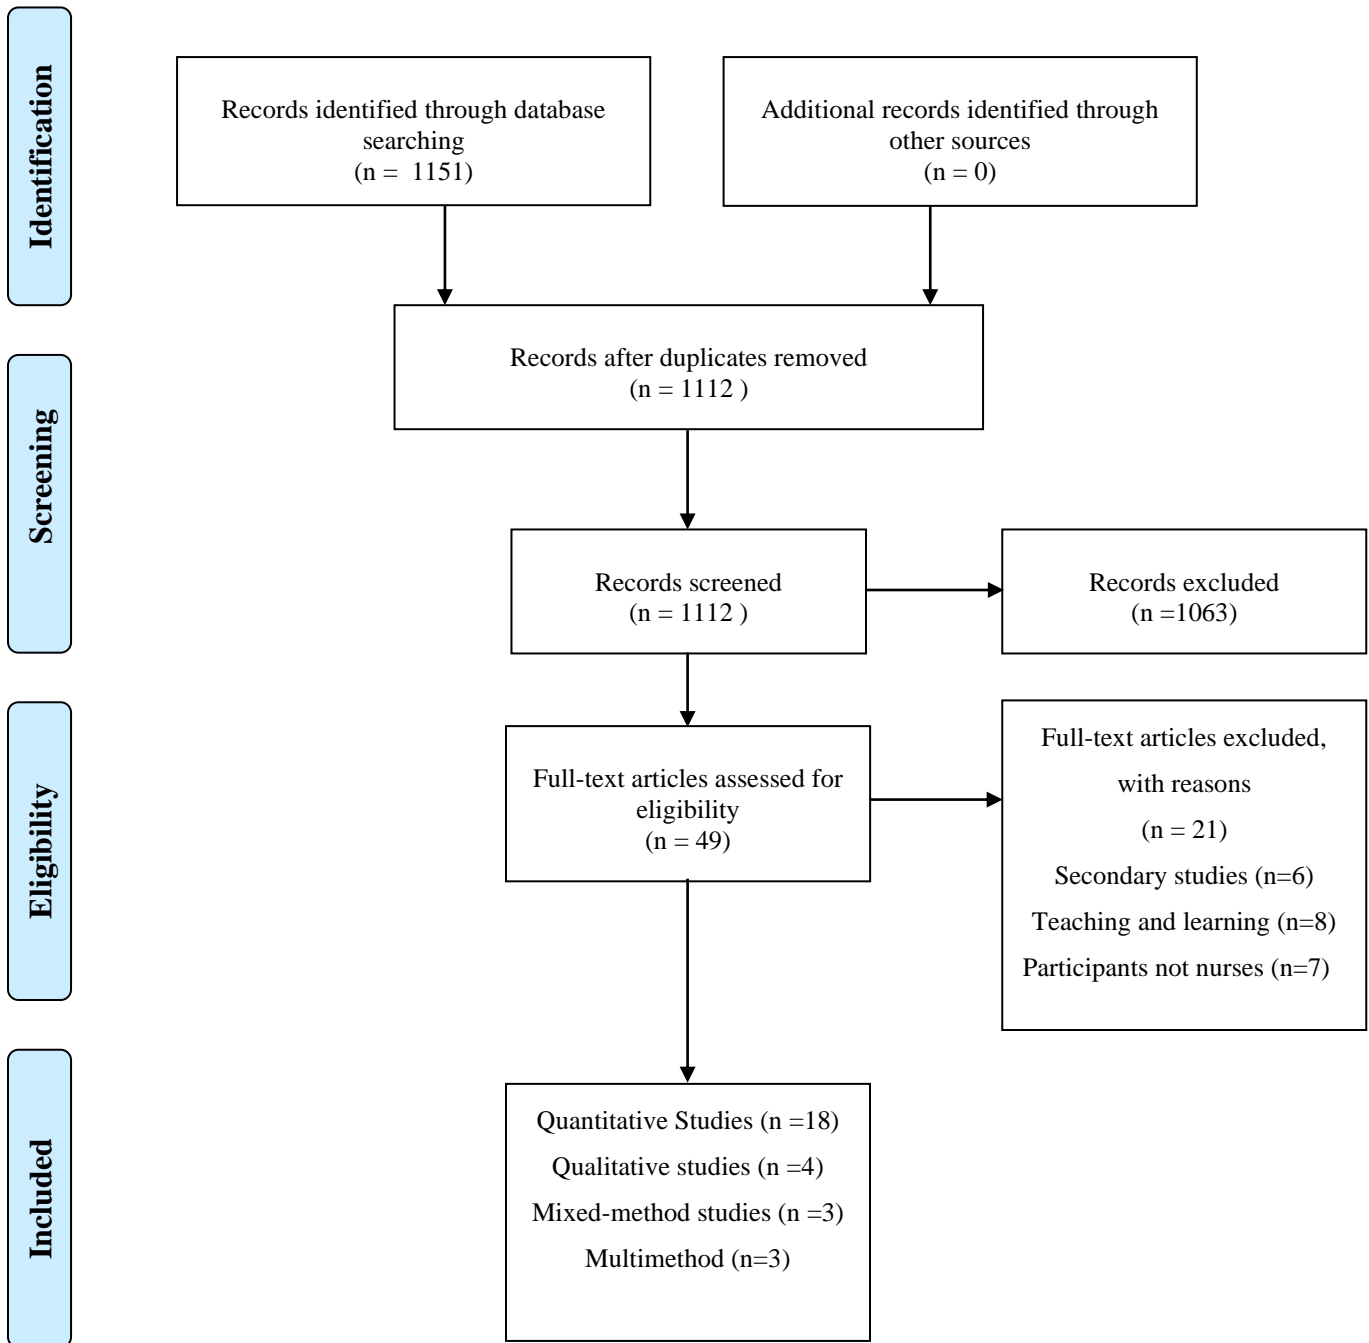 Identification
Records identified through database
searching
(n = 1151)
Additional records identified through
other sources
(n = 0)
Screening
Records after duplicates removed
(n = 1112 )
Records screened
(n = 1112 )
Records excluded
(n =1063)
Eligibility
Full-text articles assessed for
eligibility
(n = 49)
Full-text articles excluded,
with reasons
(n = 21)
Secondary studies (n=6)
Teaching and learning (n=8)
Participants not nurses (n=7)
Included
Quantitative Studies (n =18)
Qualitative studies (n =4)
Mixed-method studies (n =3)
Multimethod (n=3)